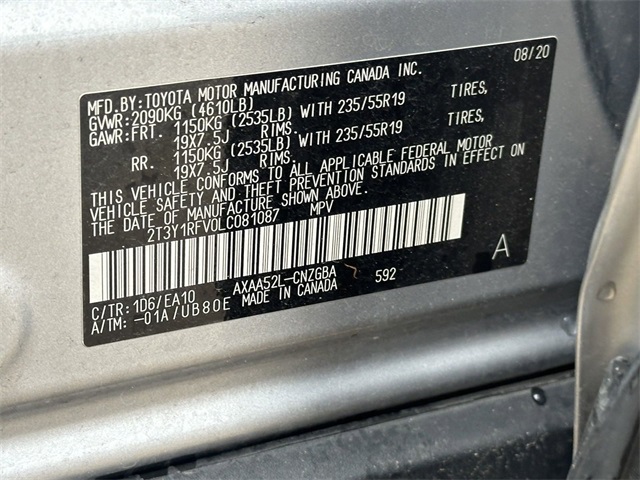 MFD.BY:TOYOTA MOTOR MANUFACTURING CANADA INC. 08/20
GVWR:2090KG (4610LB)
GAWR:FRT. 1150KG (2535LB) WITH 235/55R19 TIRES,
19X7.5J RIMS.
RR. 1150KG (2535LB) WITH 235/55R19 TIRES,
19X7.5J RIMS.
THIS VEHICLE CONFORMS TO ALL APPLICABLE FEDERAL MOTOR
VEHICLE SAFETY AND THEFT PREVENTION STANDARDS IN EFFECT ON
THE DATE OF MANUFACTURE SHOWN ABOVE.
2T3Y1RFV0LC081087 MPV
A
C/TR:1D6/EA10 AXAA52L-CNZGBA 592
A/TM:-01A/UB80E MADE IN CANADA